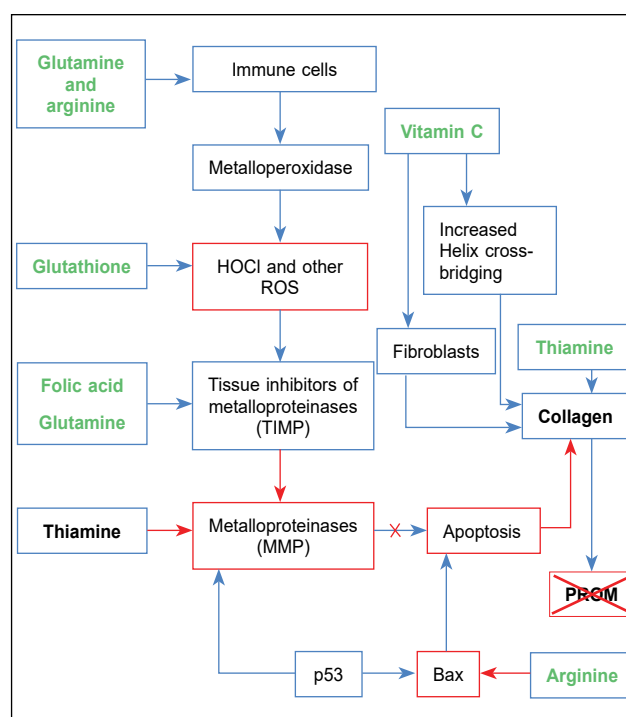 Glutamine
and
arginine
Immune cells
Vitamin C
Metalloperoxidase
Increased
Helix cross-
bridging
Glutathione
HOCl and other
ROS
Fibroblasts
Thiamine
Folic acid
Glutamine
Tissue inhibitors of
metalloproteinases
(TIMP)
Collagen
Thiamine
Metalloproteinases
(MMP)
Apoptosis
PROM
p53
Bax
Arginine